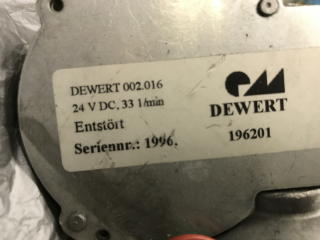 DEWERT 002.016
24 V DC, 33 1/min
Entstört
Seriennr.: 1996.
DEWERT
196201